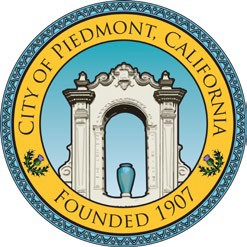 CITY OF PIEDMONT, CALIFORNIA
FOUNDED 1907